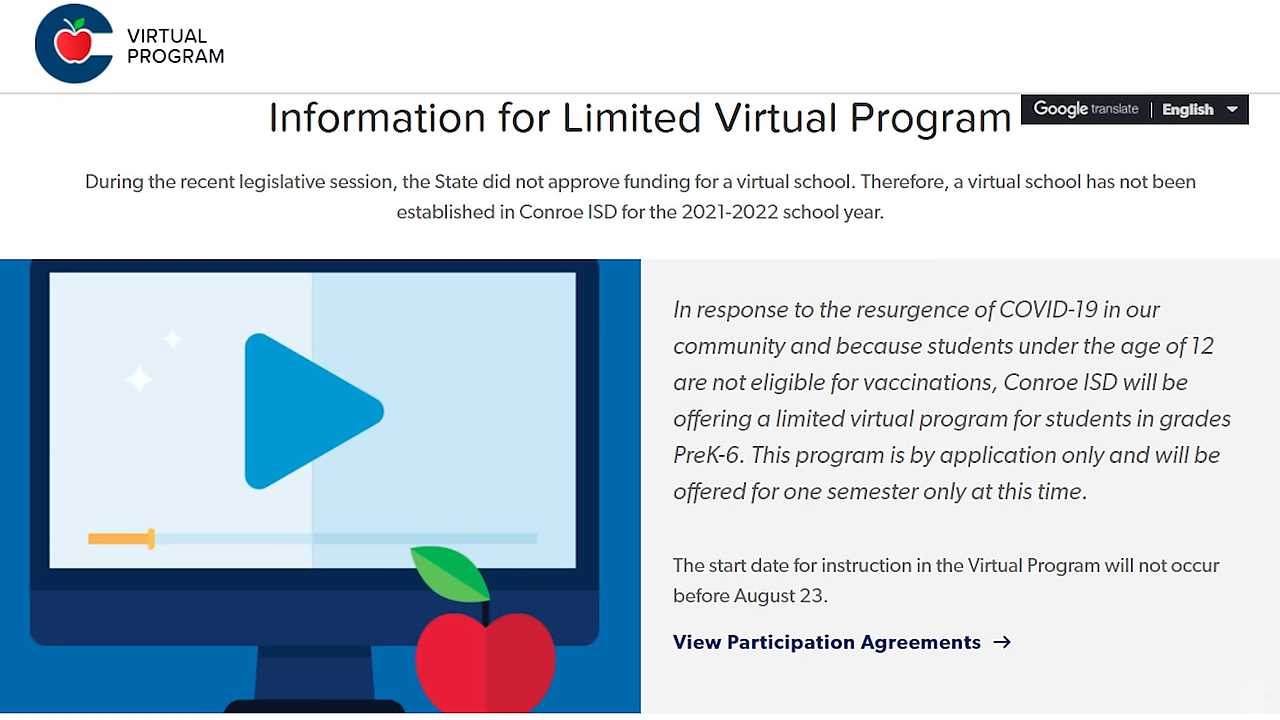 VIRTUAL
PROGRAM
Information for Limited Virtual Program
Google translate | English
During the recent legislative session, the State did not approve funding for a virtual school. Therefore, a virtual school has not been
established in Conroe ISD for the 2021-2022 school year.
In response to the resurgence of COVID-19 in our
community and because students under the age of 12
are not eligible for vaccinations, Conroe ISD will be
offering a limited virtual program for students in grades
PreK-6. This program is by application only and will be
offered for one semester only at this time.
The start date for instruction in the Virtual Program will not occur
before August 23.
View Participation Agreements →